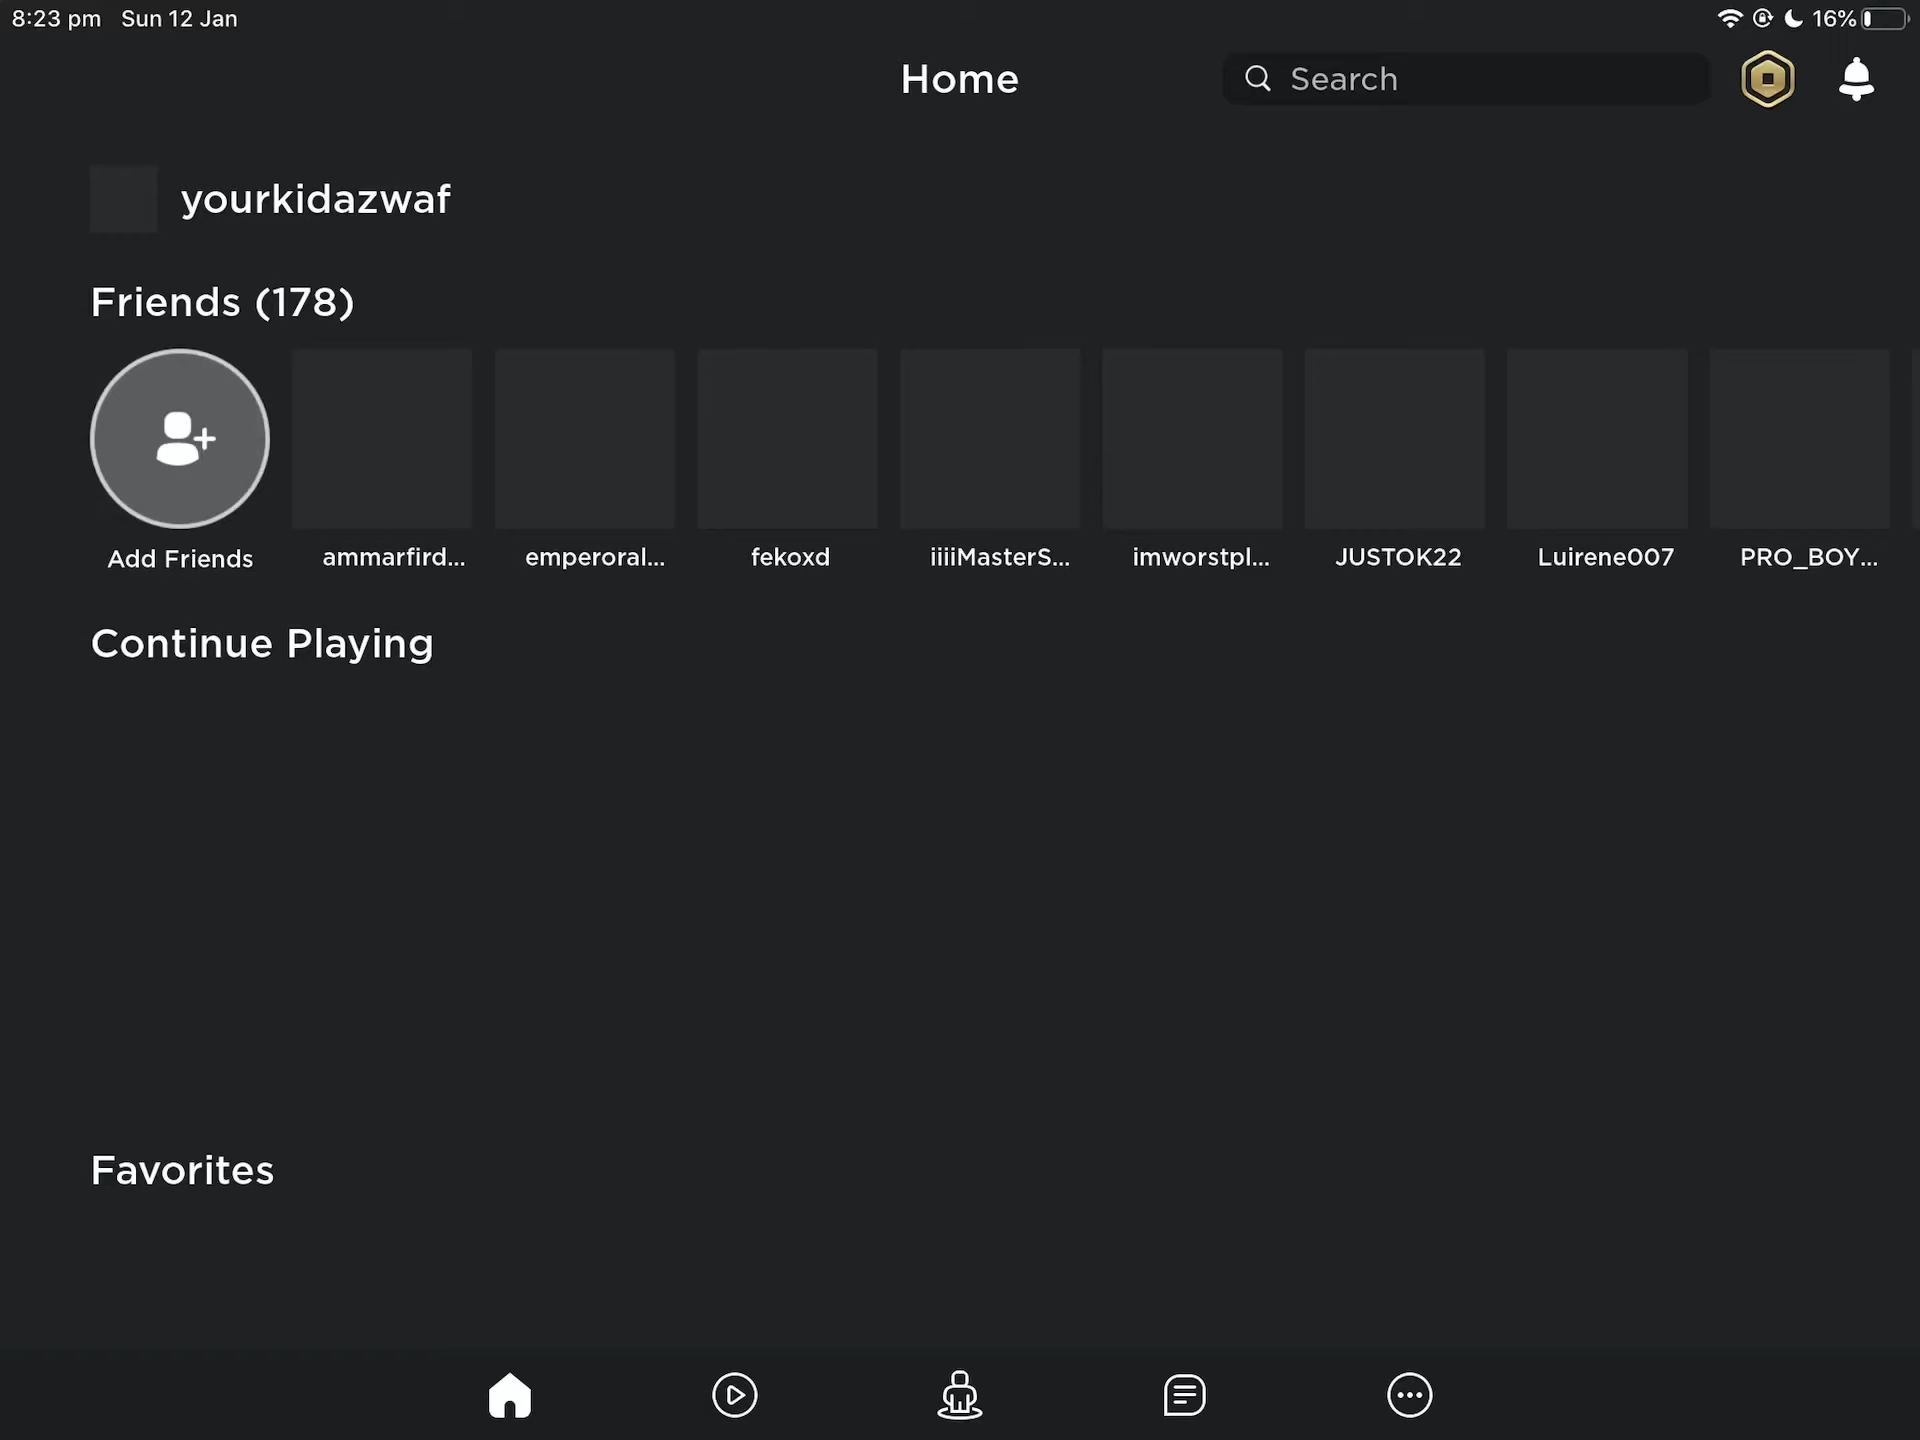 8:23 pm Sun 12 Jan 16%
Home Search
yourkidazwaf
Friends (178)
Add Friends ammarfird... emperoral... fekoxd iiiiMasterS... imworstpl... JUSTOK22 Luirene007 PRO_BOY...
Continue Playing
Favorites